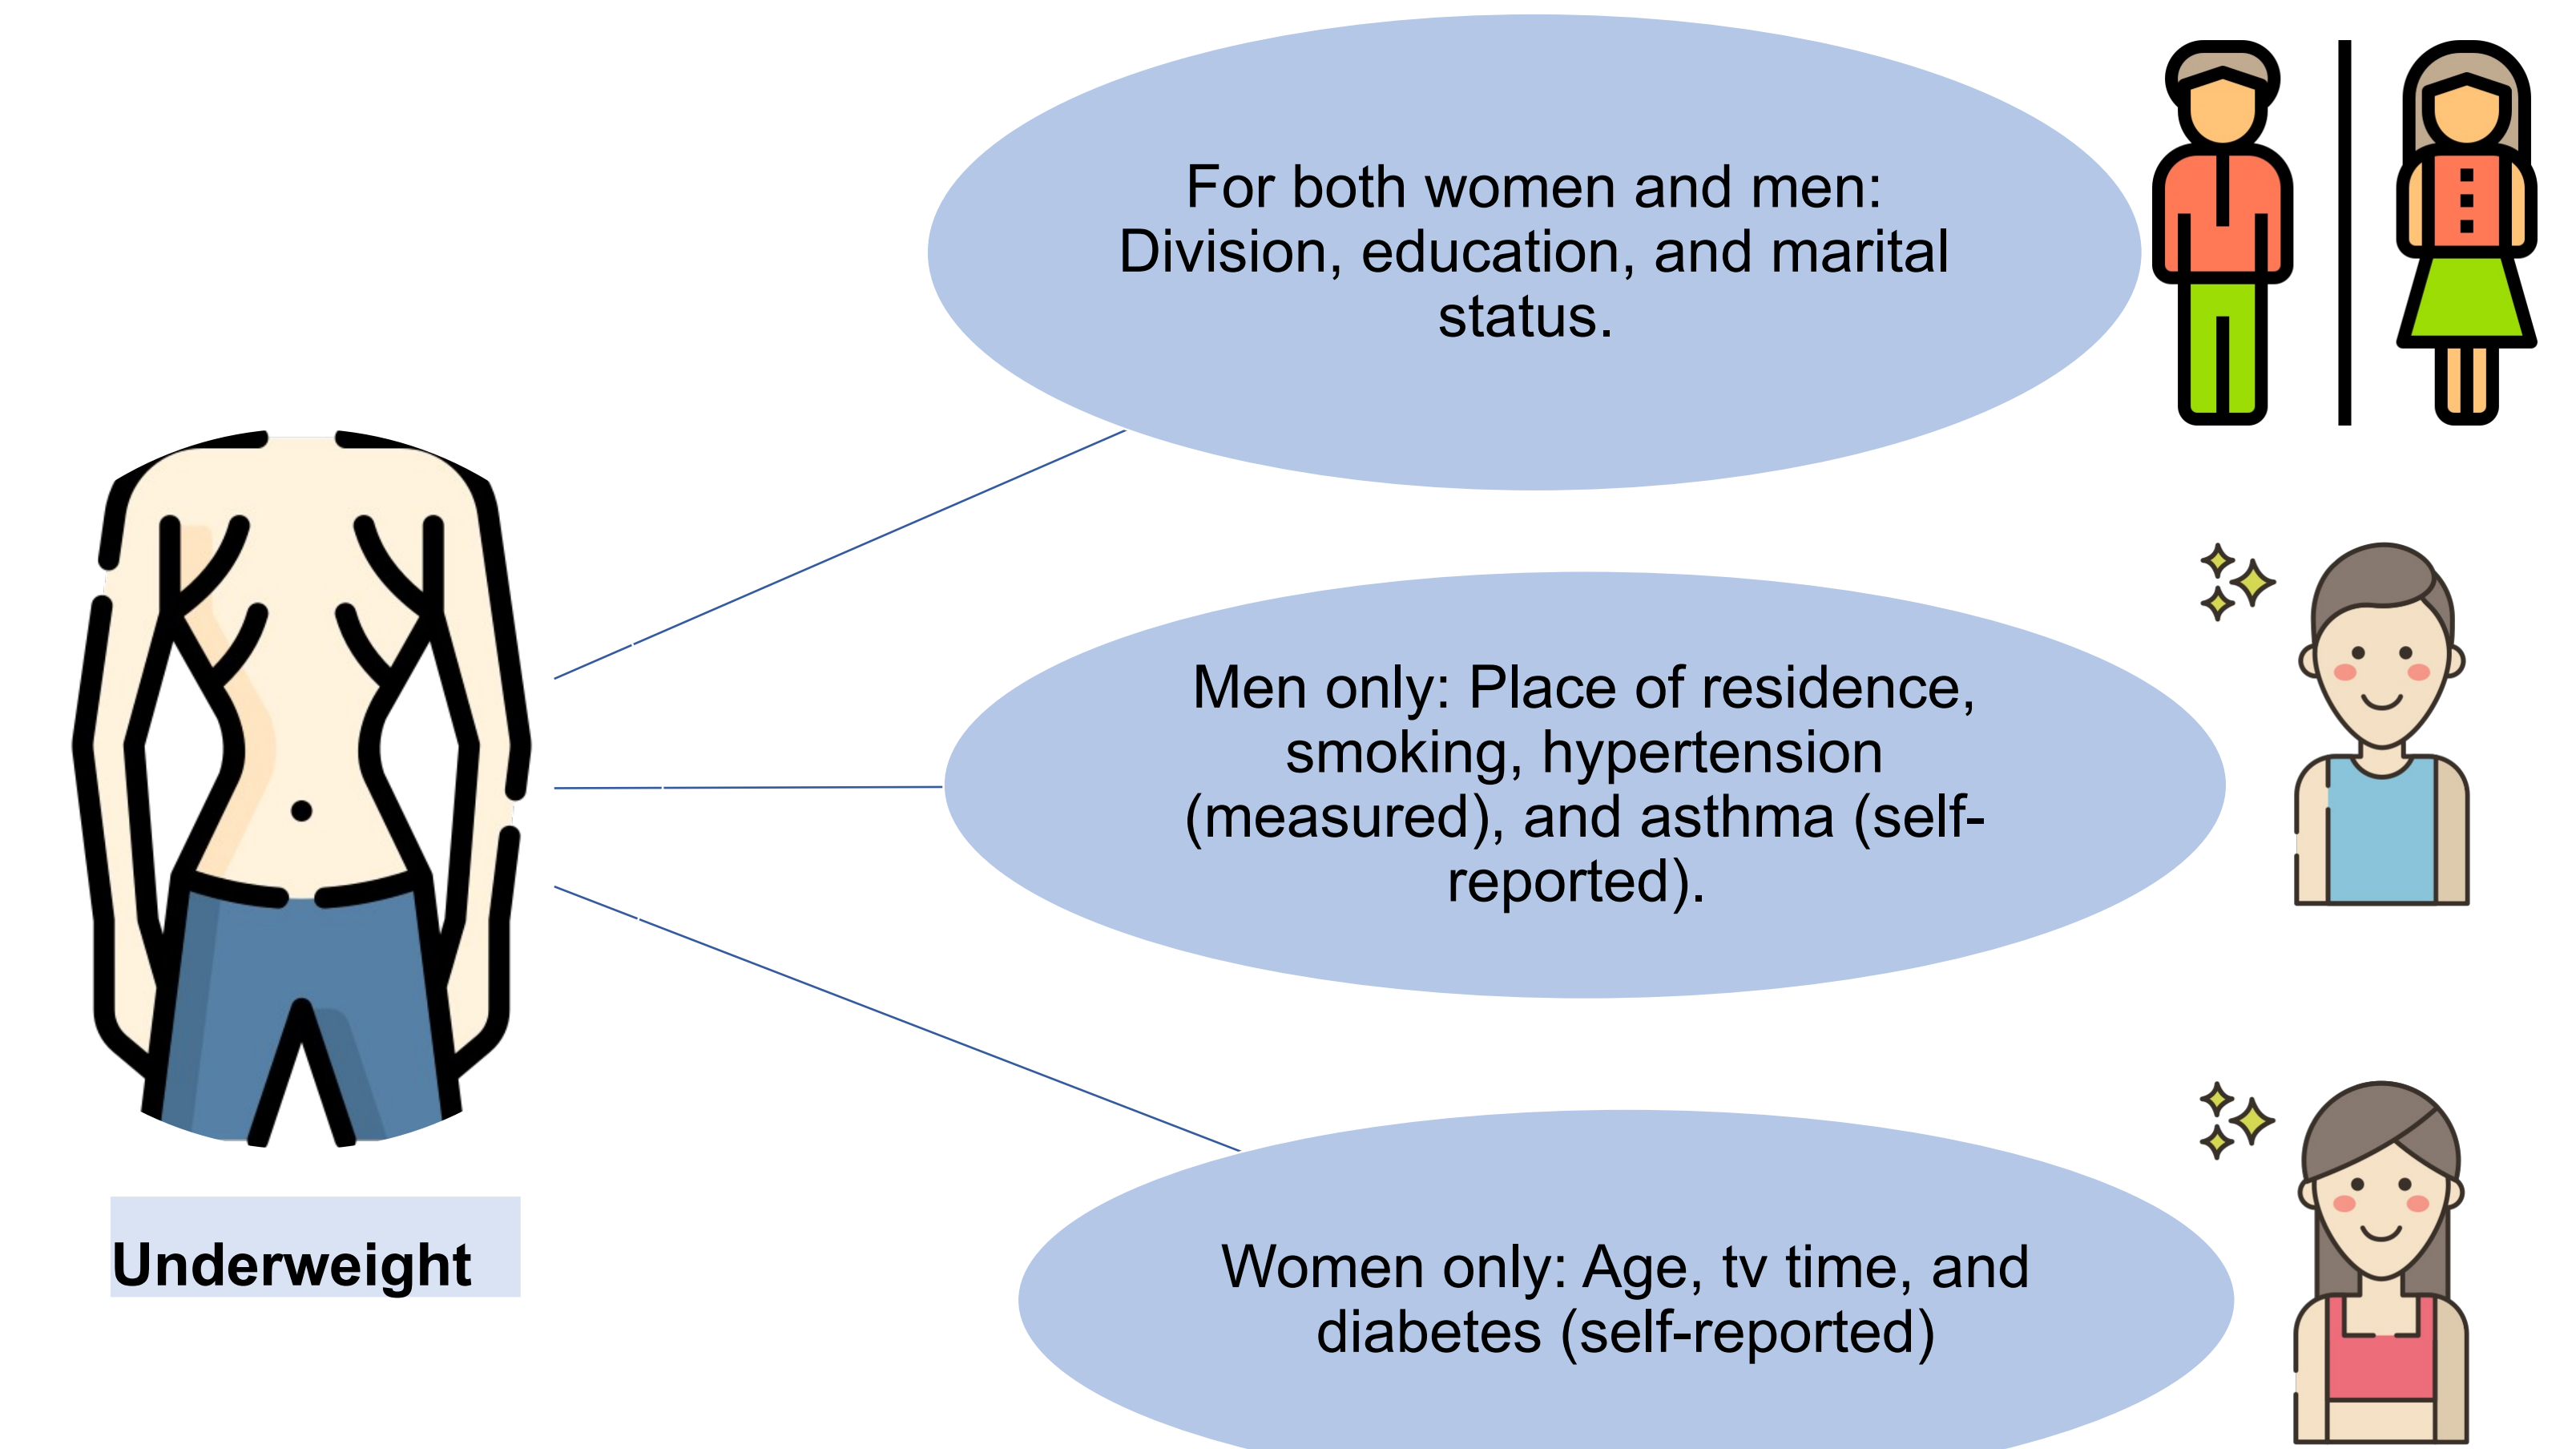 For both women and men:
Division, education, and marital
status.
Men only: Place of residence,
smoking, hypertension
(measured), and asthma (self-
reported).
Underweight
Women only: Age, tv time, and
diabetes (self-reported)